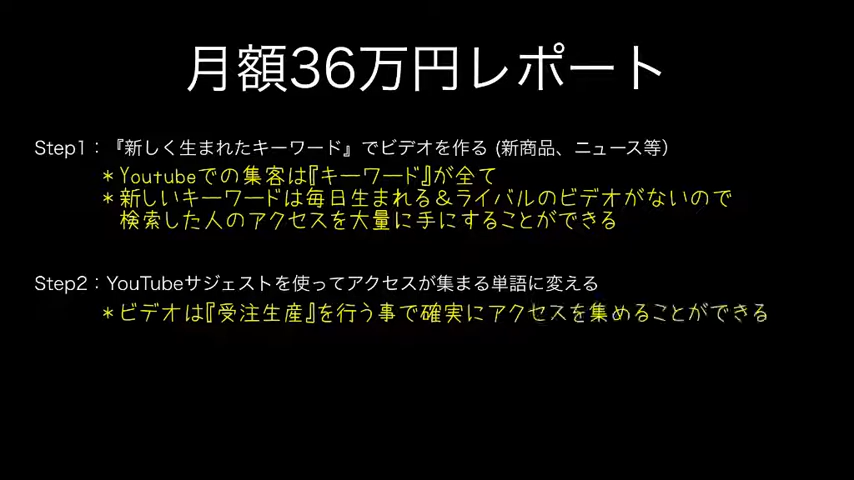 月額36万円レポート
Step1：『新しく生まれたキーワード』でビデオを作る (新商品、ニュース等）
＊Youtubeでの集客は『キーワード』が全て
＊新しいキーワードは毎日生まれる＆ライバルのビデオがないので
検索した人のアクセスを大量に手にすることができる
Step2：YouTubeサジェストを使ってアクセスが集まる単語に変える
＊ビデオは『受注生産』を行う事で確実にアクセスを集めることができる